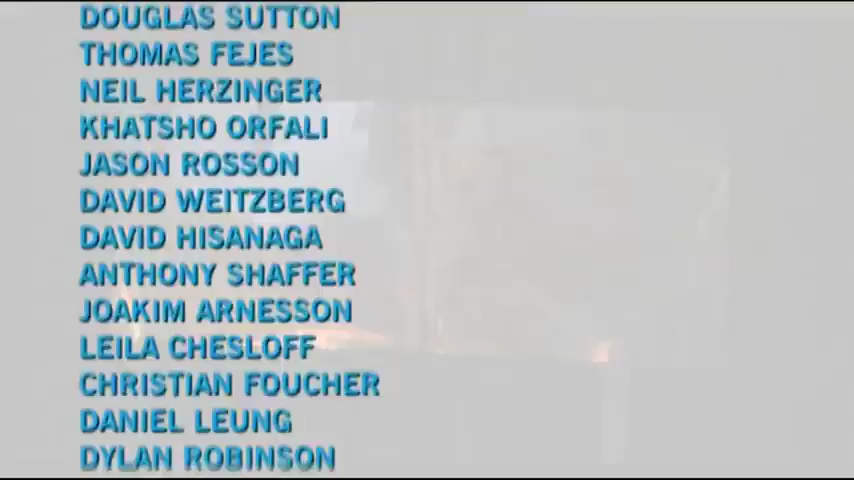 DOUGLAS SUTTON
THOMAS FEJES
NEIL HERZINGER
KHATSHO ORFALI
JASON ROSSON
DAVID WEITZBERG
DAVID HISANAGA
ANTHONY SHAFFER
JOAKIM ARNESSON
LEILA CHESLOFF
CHRISTIAN FOUCHER
DANIEL LEUNG
DYLAN ROBINSON